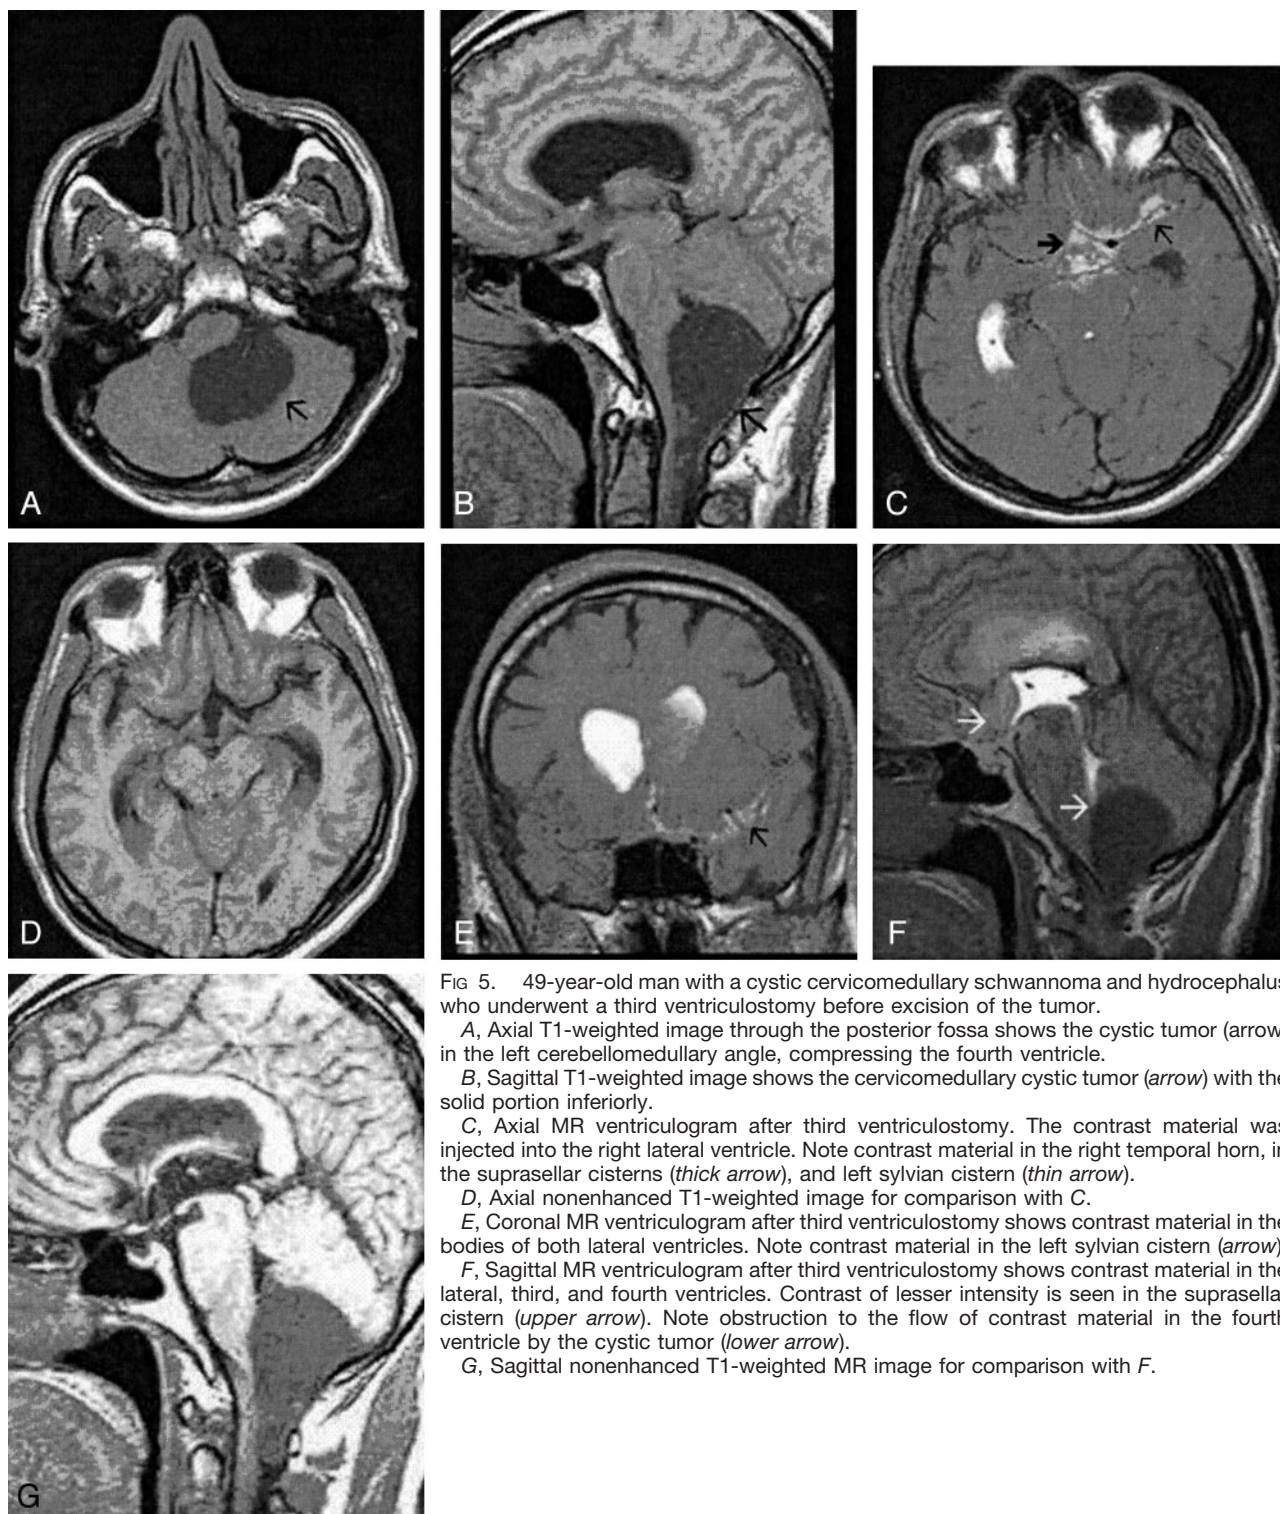 A
B
C
D
E
F
G
FIG 5. 49-year-old man with a cystic cervicomedullary schwannoma and hydrocephalus
who underwent a third ventriculostomy before excision of the tumor.
A, Axial T1-weighted image through the posterior fossa shows the cystic tumor (arrow
in the left cerebellomedullary angle, compressing the fourth ventricle.
B, Sagittal T1-weighted image shows the cervicomedullary cystic tumor (arrow) with the
solid portion inferiorly.
C, Axial MR ventriculogram after third ventriculostomy. The contrast material was
injected into the right lateral ventricle. Note contrast material in the right temporal horn, in
the suprasellar cisterns (thick arrow), and left sylvian cistern (thin arrow).
D, Axial nonenhanced T1-weighted image for comparison with C.
E, Coronal MR ventriculogram after third ventriculostomy shows contrast material in the
bodies of both lateral ventricles. Note contrast material in the left sylvian cistern (arrow)
F, Sagittal MR ventriculogram after third ventriculostomy shows contrast material in the
lateral, third, and fourth ventricles. Contrast of lesser intensity is seen in the suprasella
cistern (upper arrow). Note obstruction to the flow of contrast material in the fourth
ventricle by the cystic tumor (lower arrow).
G, Sagittal nonenhanced T1-weighted MR image for comparison with F.